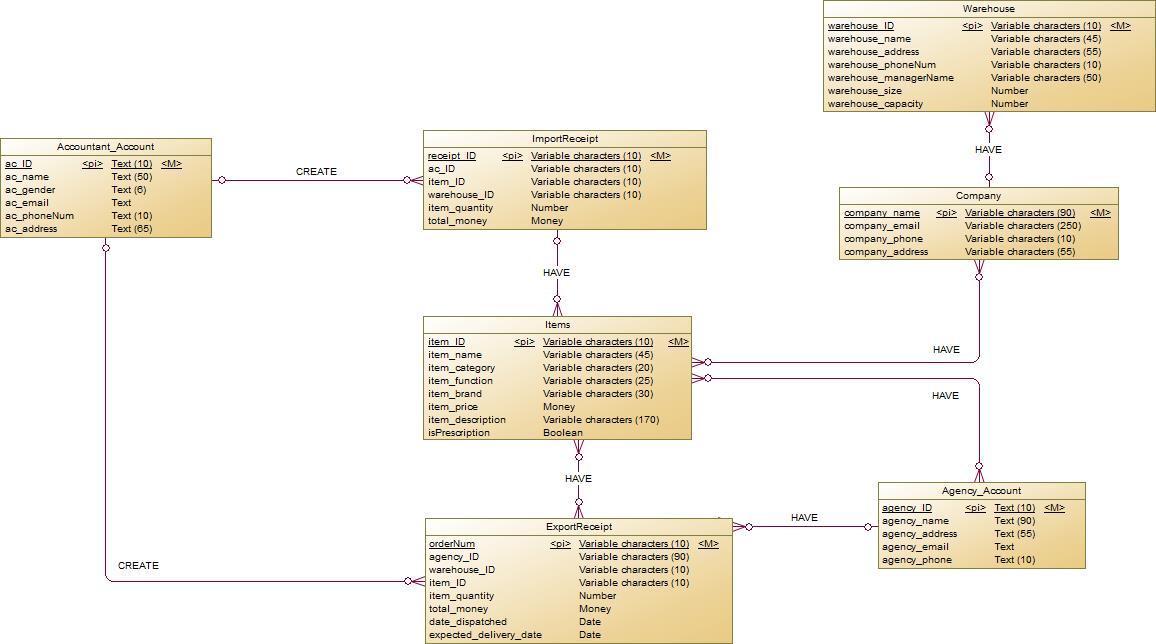 Warehouse
warehouse_ID <pi> Variable characters (10) <M>
warehouse_name Variable characters (45)
warehouse_address Variable characters (55)
warehouse_phoneNum Variable characters (10)
warehouse_managerName Variable characters (50)
warehouse_size Number
warehouse_capacity Number
HAVE
Accountant_Account
ac_ID <pi> Text (10) <M>
ac_name Text (50)
ac_gender Text (6)
ac_email Text
ac_phoneNum Text (10)
ac_address Text (65)
CREATE
ImportReceipt
receipt_ID <pi> Variable characters (10) <M>
ac_ID Variable characters (10)
item_ID Variable characters (10)
warehouse_ID Variable characters (10)
item_quantity Number
total_money Money
HAVE
Company
company_name <pi> Variable characters (90) <M>
company_email Variable characters (250)
company_phone Variable characters (10)
company_address Variable characters (55)
HAVE
Items
item_ID <pi> Variable characters (10) <M>
item_name Variable characters (45)
item_category Variable characters (20)
item_function Variable characters (25)
item_brand Variable characters (30)
item_price Money
item_description Variable characters (170)
isPrescription Boolean
HAVE
HAVE
Agency_Account
agency_ID <pi> Text (10) <M>
agency_name Text (90)
agency_address Text (55)
agency_email Text
agency_phone Text (10)
HAVE
ExportReceipt
orderNum <pi> Variable characters (10) <M>
agency_ID Variable characters (90)
warehouse_ID Variable characters (10)
item_ID Variable characters (10)
item_quantity Number
total_money Money
date_dispatched Date
expected_delivery_date Date
CREATE